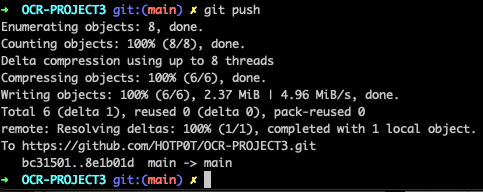 ➜ OCR-PROJECT3 git:(main) ✗ git push
Enumerating objects: 8, done.
Counting objects: 100% (8/8), done.
Delta compression using up to 8 threads
Compressing objects: 100% (6/6), done.
Writing objects: 100% (6/6), 2.37 MiB | 4.96 MiB/s, done.
Total 6 (delta 1), reused 0 (delta 0), pack-reused 0
remote: Resolving deltas: 100% (1/1), completed with 1 local object.
To https://github.com/HOTP0T/OCR-PROJECT3.git
bc31501..8e1b01d main -> main
➜ OCR-PROJECT3 git:(main) ✗